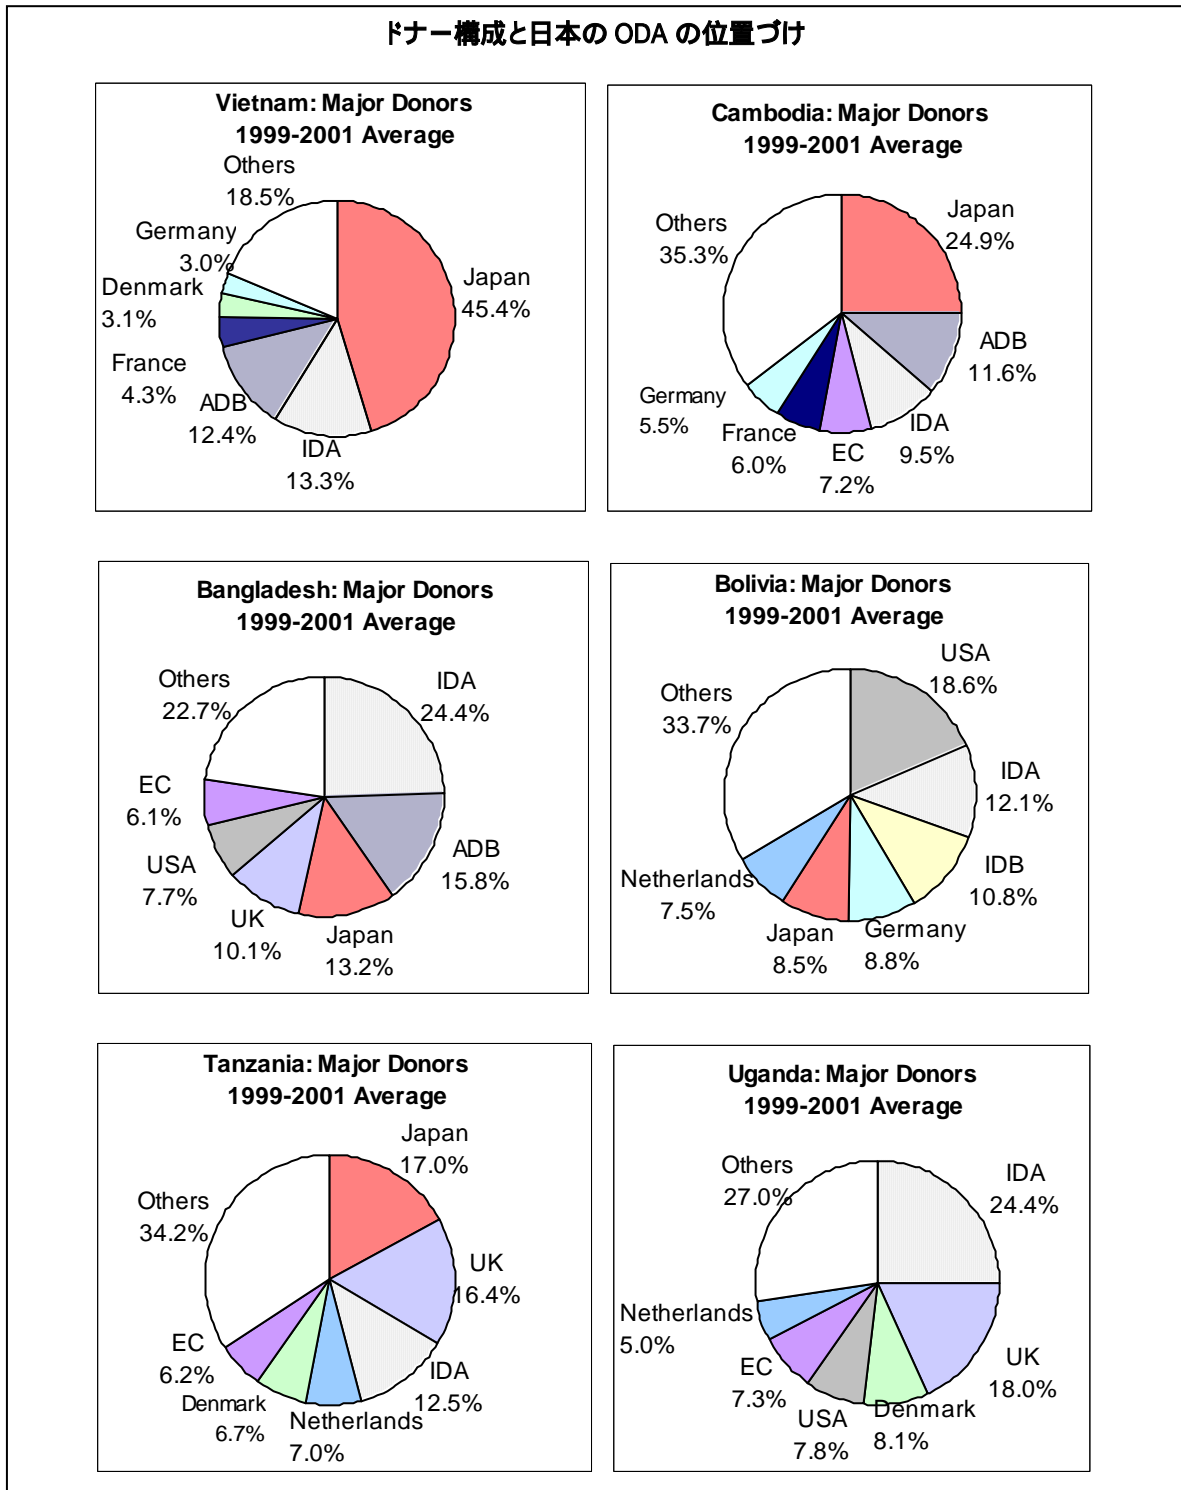 ドナー構成と日本の ODA の位置づけ
Vietnam: Major Donors
1999-2001 Average
Others
18.5%
Germany
3.0%
Denmark
3.1%
France
4.3%
ADB
12.4%
IDA
13.3%
Japan
45.4%
Cambodia: Major Donors
1999-2001 Average
Others
35.3%
Japan
24.9%
ADB
11.6%
IDA
9.5%
EC
7.2%
France
6.0%
Germany
5.5%
Bangladesh: Major Donors
1999-2001 Average
Others
22.7%
IDA
24.4%
EC
6.1%
ADB
15.8%
USA
7.7%
UK
10.1%
Japan
13.2%
Bolivia: Major Donors
1999-2001 Average
USA
18.6%
Others
33.7%
IDA
12.1%
IDB
10.8%
Netherlands
7.5%
Japan
8.5%
Germany
8.8%
Tanzania: Major Donors
1999-2001 Average
Japan
17.0%
Others
34.2%
UK
16.4%
EC
6.2%
IDA
12.5%
Denmark
6.7%
Netherlands
7.0%
Uganda: Major Donors
1999-2001 Average
Others
27.0%
IDA
24.4%
Netherlands
5.0%
UK
18.0%
EC
7.3%
USA
7.8%
Denmark
8.1%